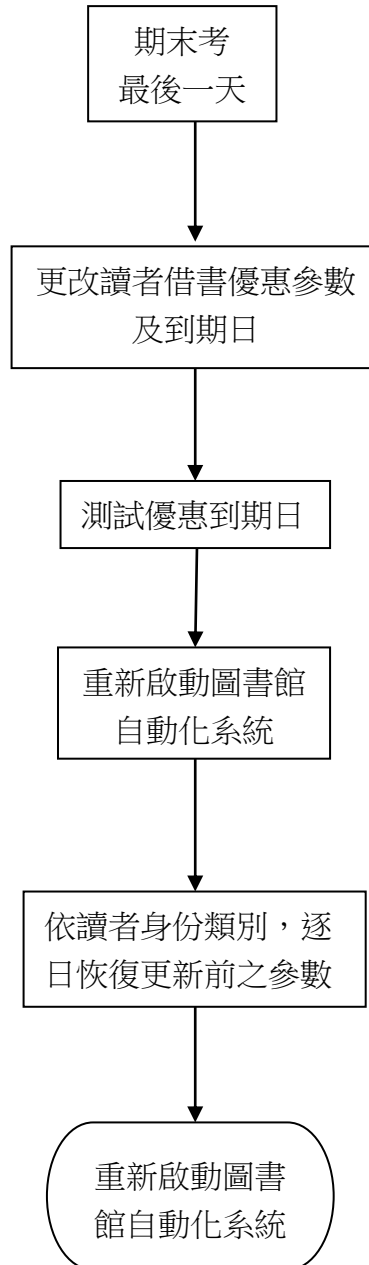 期末考
最後一天
更改讀者借書優惠參數
及到期日
測試優惠到期日
重新啟動圖書館
自動化系統
依讀者身份類別，逐
日恢復更新前之參數
重新啟動圖書
館自動化系統